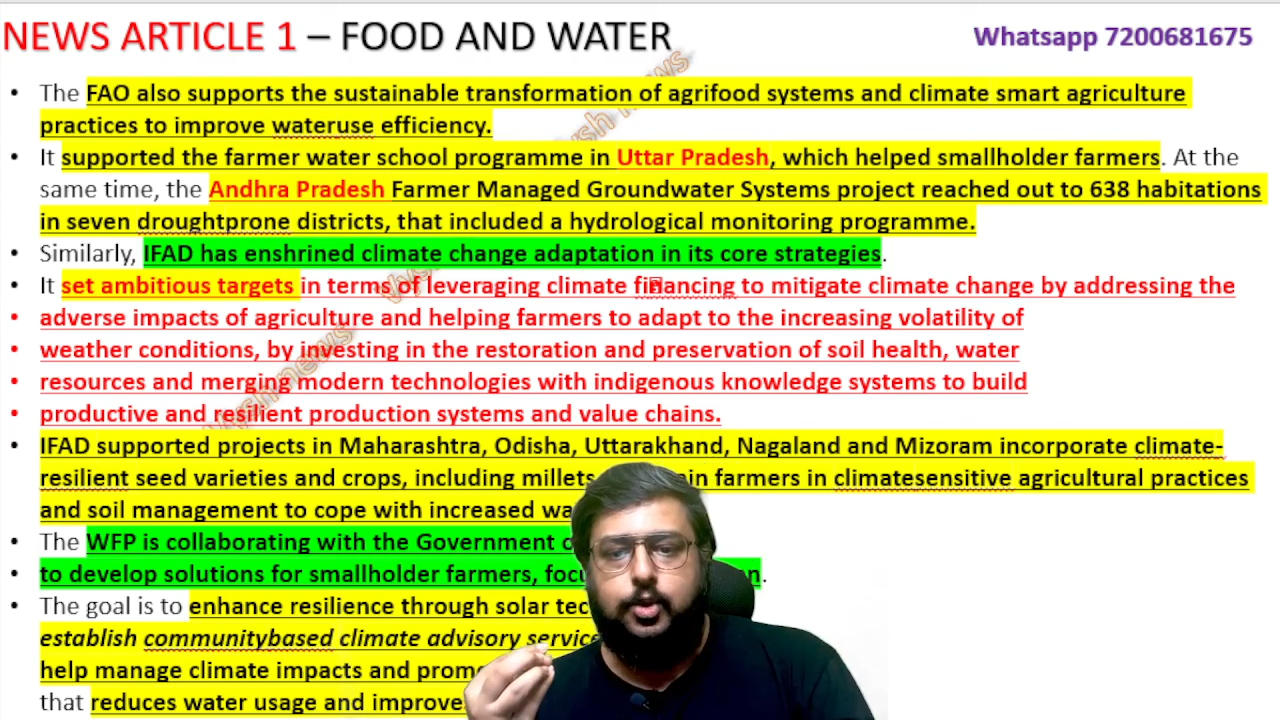 NEWS ARTICLE 1 – FOOD AND WATER
Whatsapp 7200681675
• The FAO also supports the sustainable transformation of agrifood systems and climate smart agriculture
practices to improve wateruse efficiency.
• It supported the farmer water school programme in Uttar Pradesh, which helped smallholder farmers. At the
same time, the Andhra Pradesh Farmer Managed Groundwater Systems project reached out to 638 habitations
in seven droughtprone districts, that included a hydrological monitoring programme.
• Similarly, IFAD has enshrined climate change adaptation in its core strategies.
• It set ambitious targets in terms of leveraging climate financing to mitigate climate change by addressing the
• adverse impacts of agriculture and helping farmers to adapt to the increasing volatility of
• weather conditions, by investing in the restoration and preservation of soil health, water
• resources and merging modern technologies with indigenous knowledge systems to build
• productive and resilient production systems and value chains.
• IFAD supported projects in Maharashtra, Odisha, Uttarakhand, Nagaland and Mizoram incorporate climate-
resilient seed varieties and crops, including millets farmers in climatesensitive agricultural practices
and soil management to cope with increased
• The WFP is collaborating with the Government
• to develop solutions for smallholder farmers,
• The goal is to enhance resilience through solar
establish communitybased climate advisory
help manage climate impacts and
that reduces water usage and